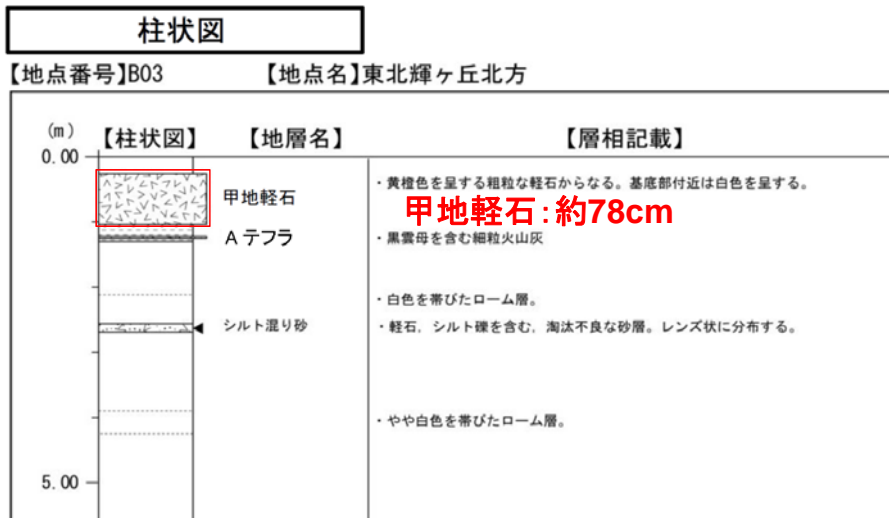 柱状図
【地点番号】B03 【地点名】東北輝ヶ丘北方
(m) 【柱状図】 【地層名】 【層相記載】
0.00
・黄橙色を呈する粗粒な軽石からなる。基底部付近は白色を呈する。
甲地軽石
甲地軽石：約78cm
Aテフラ ・黒雲母を含む細粒火山灰
・白色を帯びたローム層。
シルト混り砂 ・軽石，シルト礫を含む，淘汰不良な砂層。レンズ状に分布する。
・やや白色を帯びたローム層。
5.00